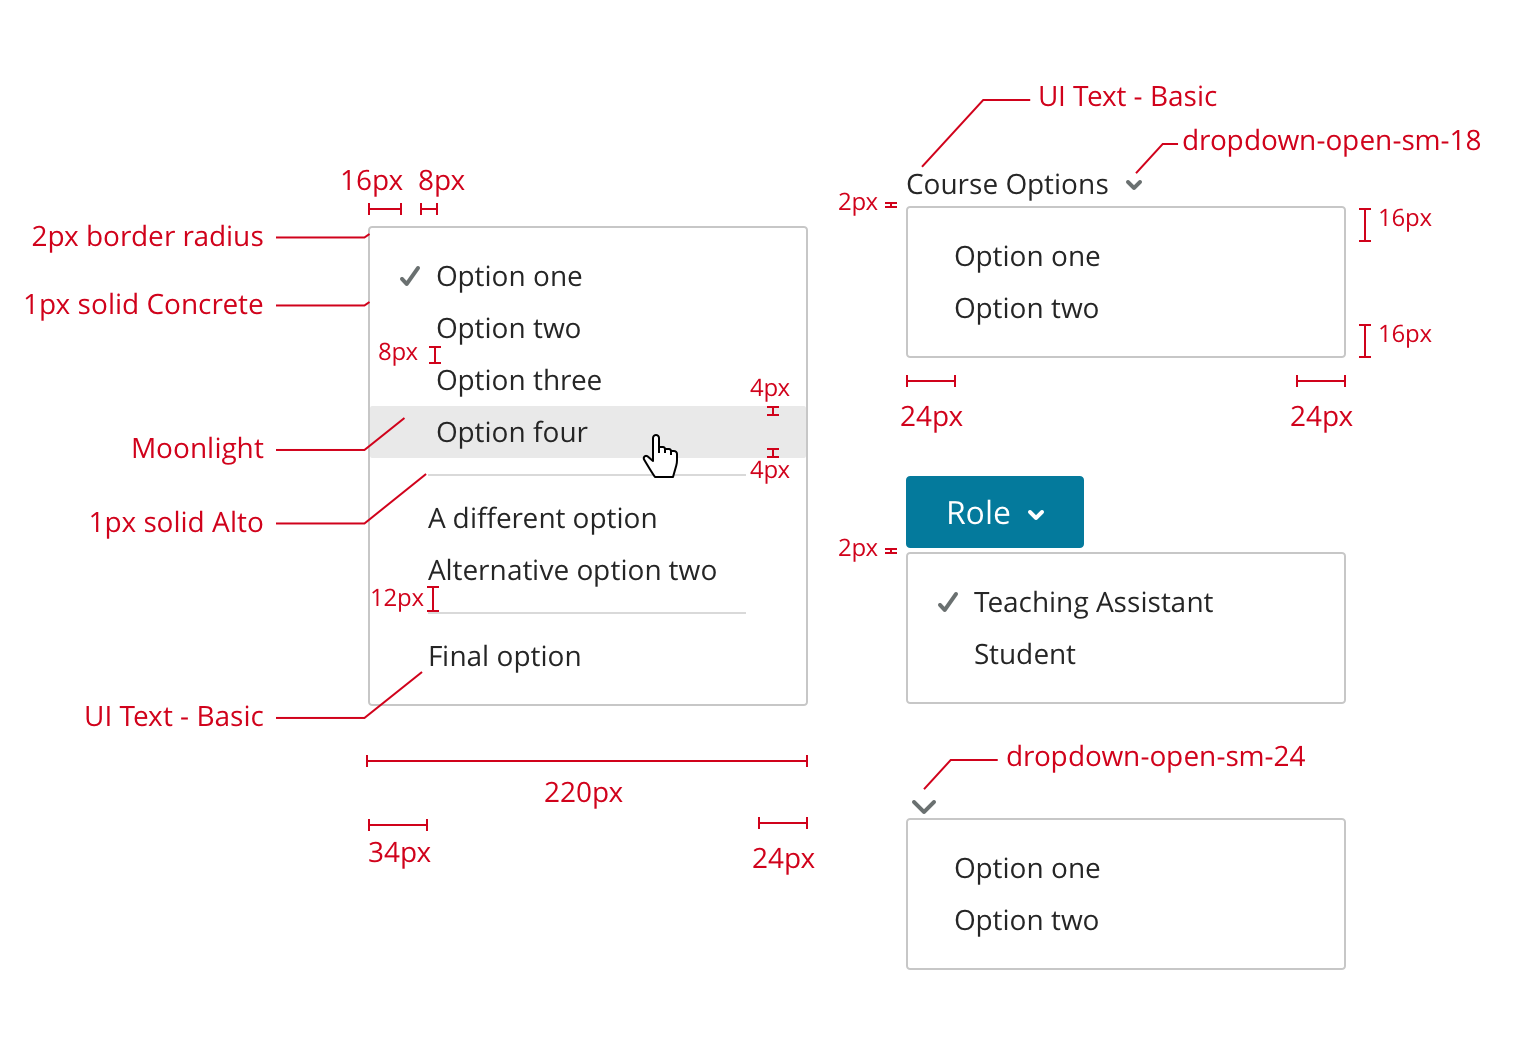 UI Text - Basic
dropdown-open-sm-18
16px 8px
Course Options
2px
16px
2px border radius
Option one
Option one
1px solid Concrete
Option two
Option two
8px
16px
Option three
4px
24px
24px
Moonlight
Option four
4px
1px solid Alto
A different option
Role
2px
Alternative option two
12px
Teaching Assistant
Final option
Student
UI Text - Basic
dropdown-open-sm-24
220px
34px
24px
Option one
Option two